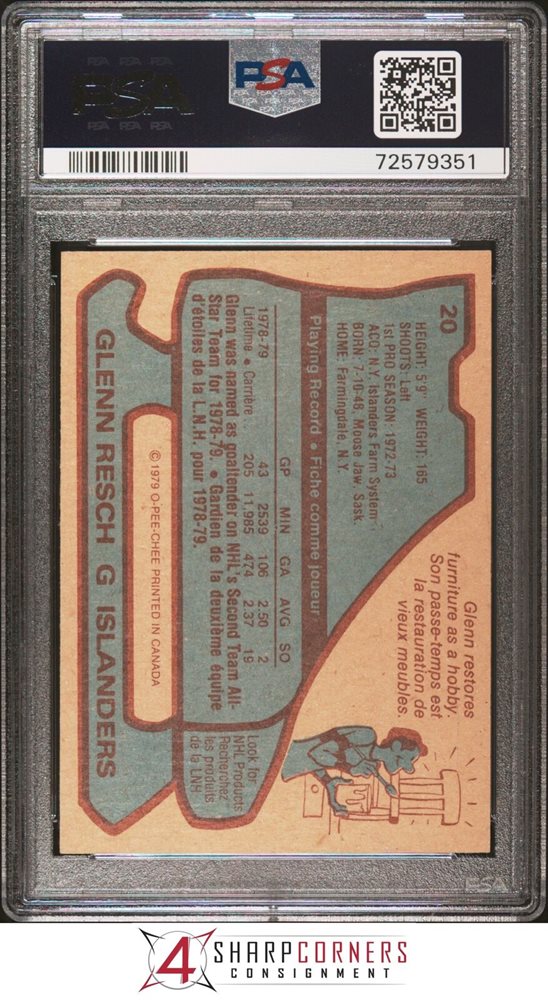 PSA
PSA
72579351
20
HEIGHT: 5'9" WEIGHT: 165
SHOOTS: Left
1st PRO SEASON: 1972-73
ACQ: N.Y. Islanders Farm System
BORN: 7-10-48, Moose Jaw, Sask.
HOME: Farmingdale, N.Y.
Glenn restores
furniture as a hobby.
Son passe-temps est
la restauration de
vieux meubles.
Playing Record • Fiche comme joueur
GP MIN GA AVG SO
1978-79 43 2539 106 2.50 2
Lifetime • Carrière .. 205 11,985 474 2.37 19
Glenn was named as goaltender on NHL's Second Team All-
Star Team for 1978-79. • Gardien de la deuxième équipe
d'étoiles de la L.N.H. pour 1978-79.
Look for
NHL Products
Recherchez
les produits
de la LNH
© 1979 O-PEE-CHEE PRINTED IN CANADA
GLENN RESCH G ISLANDERS
PSA
4 SHARPCORNERS
CONSIGNMENT